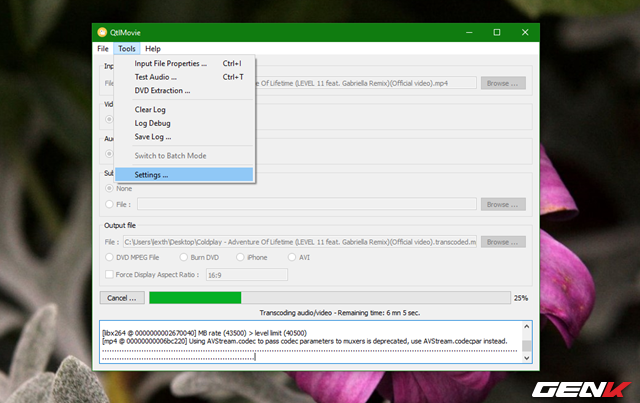 QtlMovie
File Tools Help
Input File Properties ... Ctrl+I
Test Audio ... Ctrl+T
DVD Extraction ...
Clear Log
Log Debug
Save Log ...
Switch to Batch Mode
Settings ...
Inp
File
e Of Lifetime (LEVEL 11 feat. Gabriella Remix)(Official video).mp4 Browse ...
Vid
Aud
Sub
None
File : Browse ...
Output file
File : C:\Users\lexth\Desktop\Coldplay - Adventure Of Lifetime (LEVEL 11 feat. Gabriella Remix)(Official video).transcoded.m Browse ...
DVD MPEG File Burn DVD iPhone AVI
Force Display Aspect Ratio : 16:9
Cancel ... 25%
Transcoding audio/video - Remaining time: 6 mn 5 sec.
[libx264 @ 0000000002670040] MB rate (43500) > level limit (40500)
[mp4 @ 00000000006bc220] Using AVStream.codec to pass codec parameters to muxers is deprecated, use AVStream.codecpar instead.
GENK